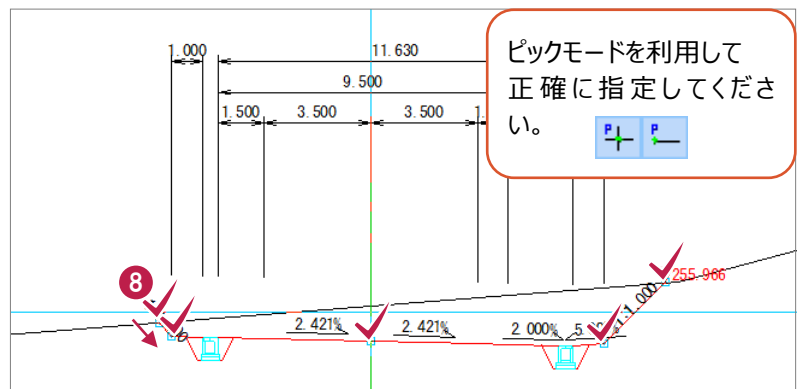 1.000
11.630
9.500
1.500
3.500
3.500
ピックモードを利用して
正確に指定してくださ
い。
P
P
8
255.966
1.000
2.421%
2.421%
2.000%